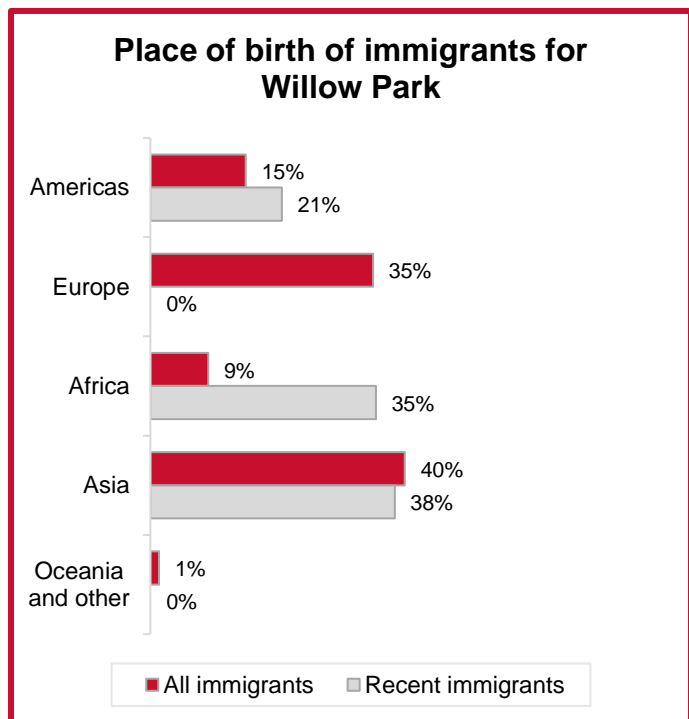 Place of birth of immigrants for
Willow Park
Americas
15%
21%
Europe
35%
0%
Africa
9%
35%
Asia
40%
38%
Oceania
and other
1%
0%
All immigrants
Recent immigrants